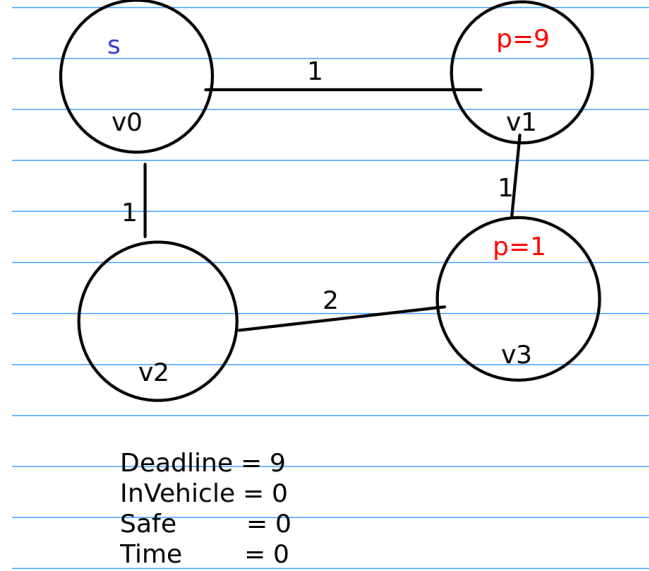 s
p=9
1
v0
v1
1
1
p=1
2
v2
v3
Deadline = 9
InVehicle = 0
Safe = 0
Time = 0